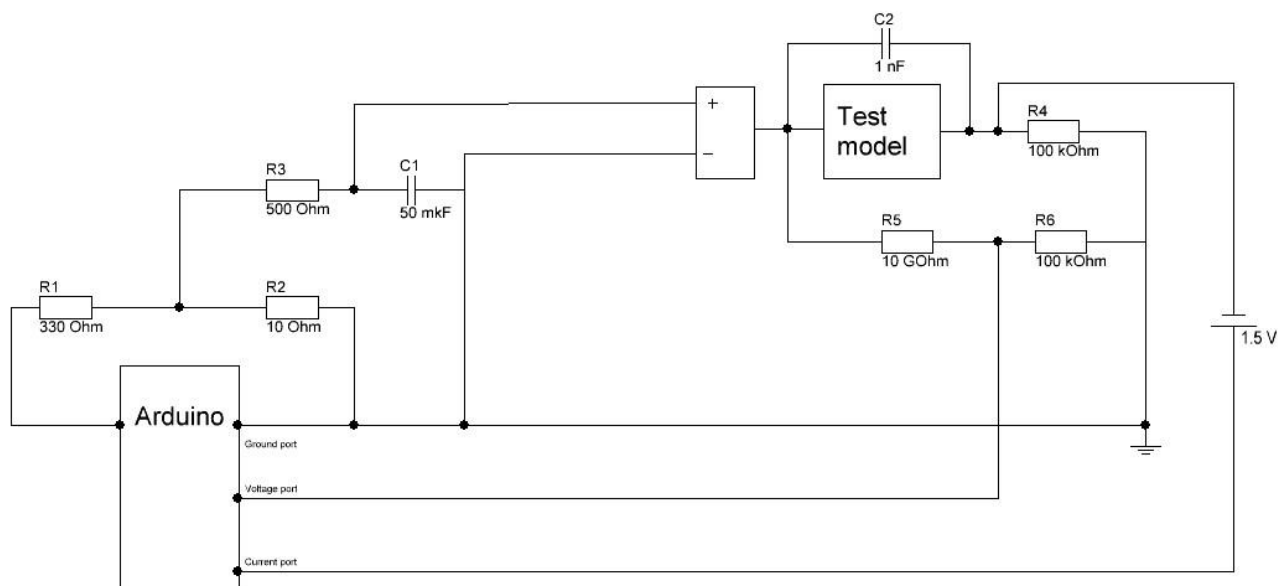 C2
1 nF
+
−
Test
model
R4
100 kOhm
R3
500 Ohm
C1
50 mkF
R5
10 GOhm
R6
100 kOhm
R1
330 Ohm
R2
10 Ohm
1.5 V
Arduino
Ground port
Voltage port
Current port